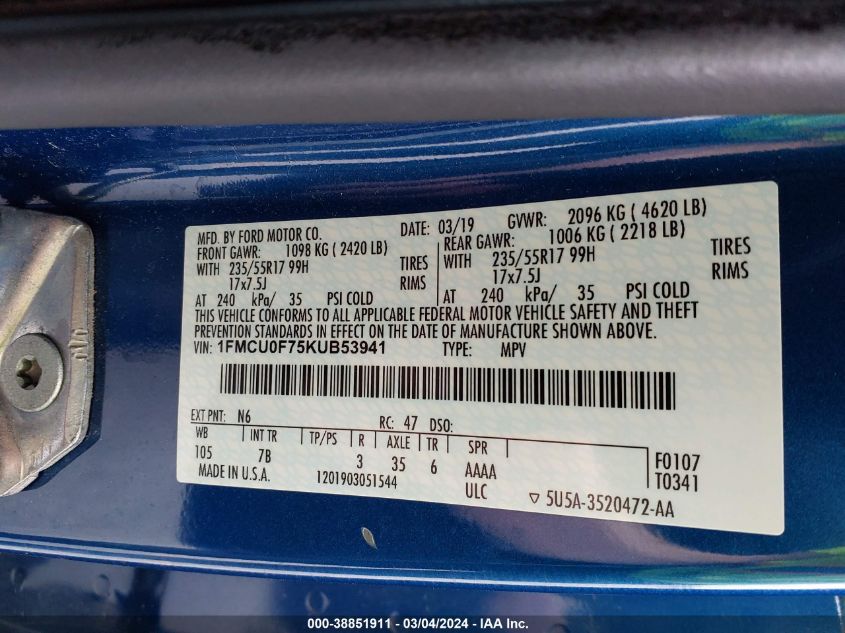 MFD. BY FORD MOTOR CO. DATE: 03/19 GVWR: 2096 KG ( 4620 LB)
FRONT GAWR: 1098 KG ( 2420 LB) REAR GAWR: 1006 KG ( 2218 LB)
WITH 235/55R17 99H TIRES WITH 235/55R17 99H TIRES
17x7.5J RIMS 17x7.5J RIMS
AT 240 kPa/ 35 PSI COLD AT 240 kPa/ 35 PSI COLD
THIS VEHICLE CONFORMS TO ALL APPLICABLE FEDERAL MOTOR VEHICLE SAFETY AND THEFT
PREVENTION STANDARDS IN EFFECT ON THE DATE OF MANUFACTURE SHOWN ABOVE.
VIN: 1FMCU0F75KUB53941 TYPE: MPV
EXT PNT: N6 RC: 47 DSO:
WB INT TR TP/PS R AXLE TR SPR
105 7B 3 35 6 AAAA F0107
MADE IN U.S.A. 1201903051544 ULC T0341
▽ 5U5A-3520472-AA
000-38851911 - 03/04/2024 - IAA Inc.